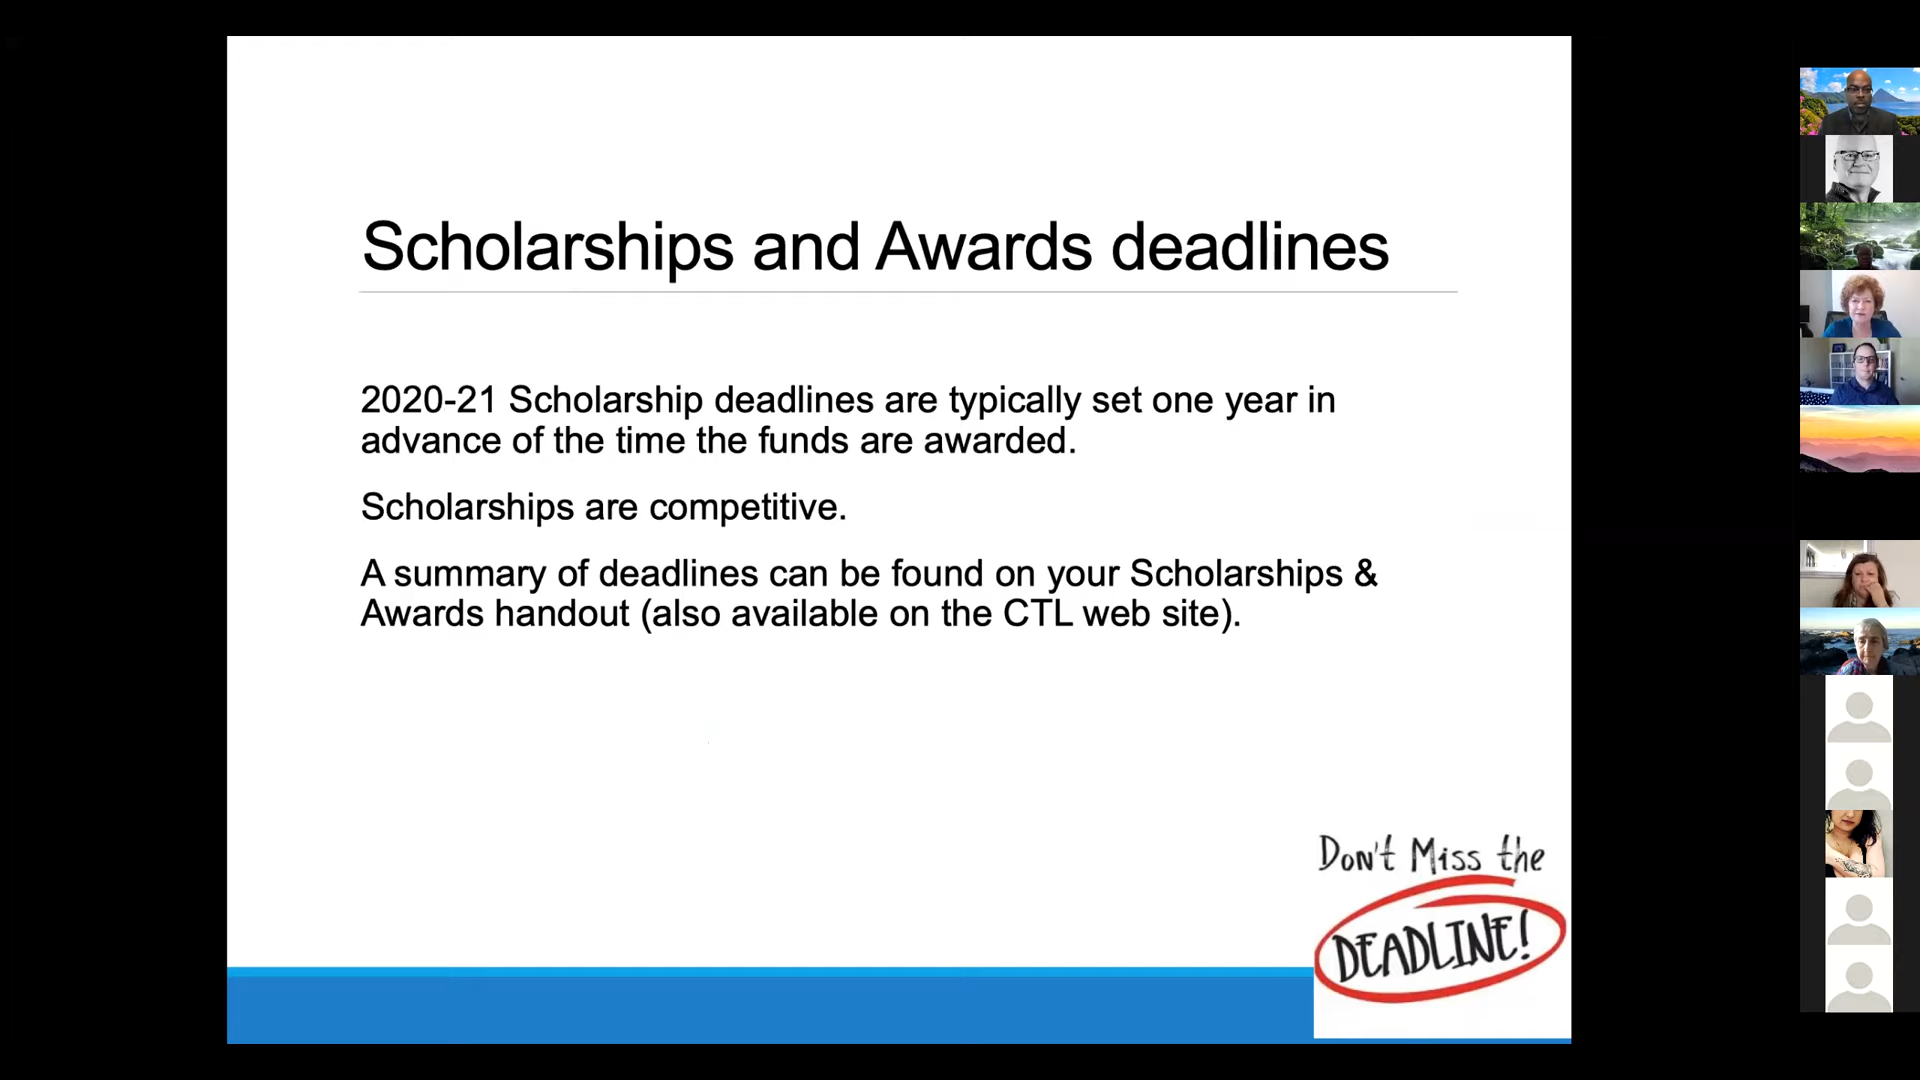 Scholarships and Awards deadlines
2020-21 Scholarship deadlines are typically set one year in
advance of the time the funds are awarded.
Scholarships are competitive.
A summary of deadlines can be found on your Scholarships &
Awards handout (also available on the CTL web site).
Don't Miss the
DEADLINE!